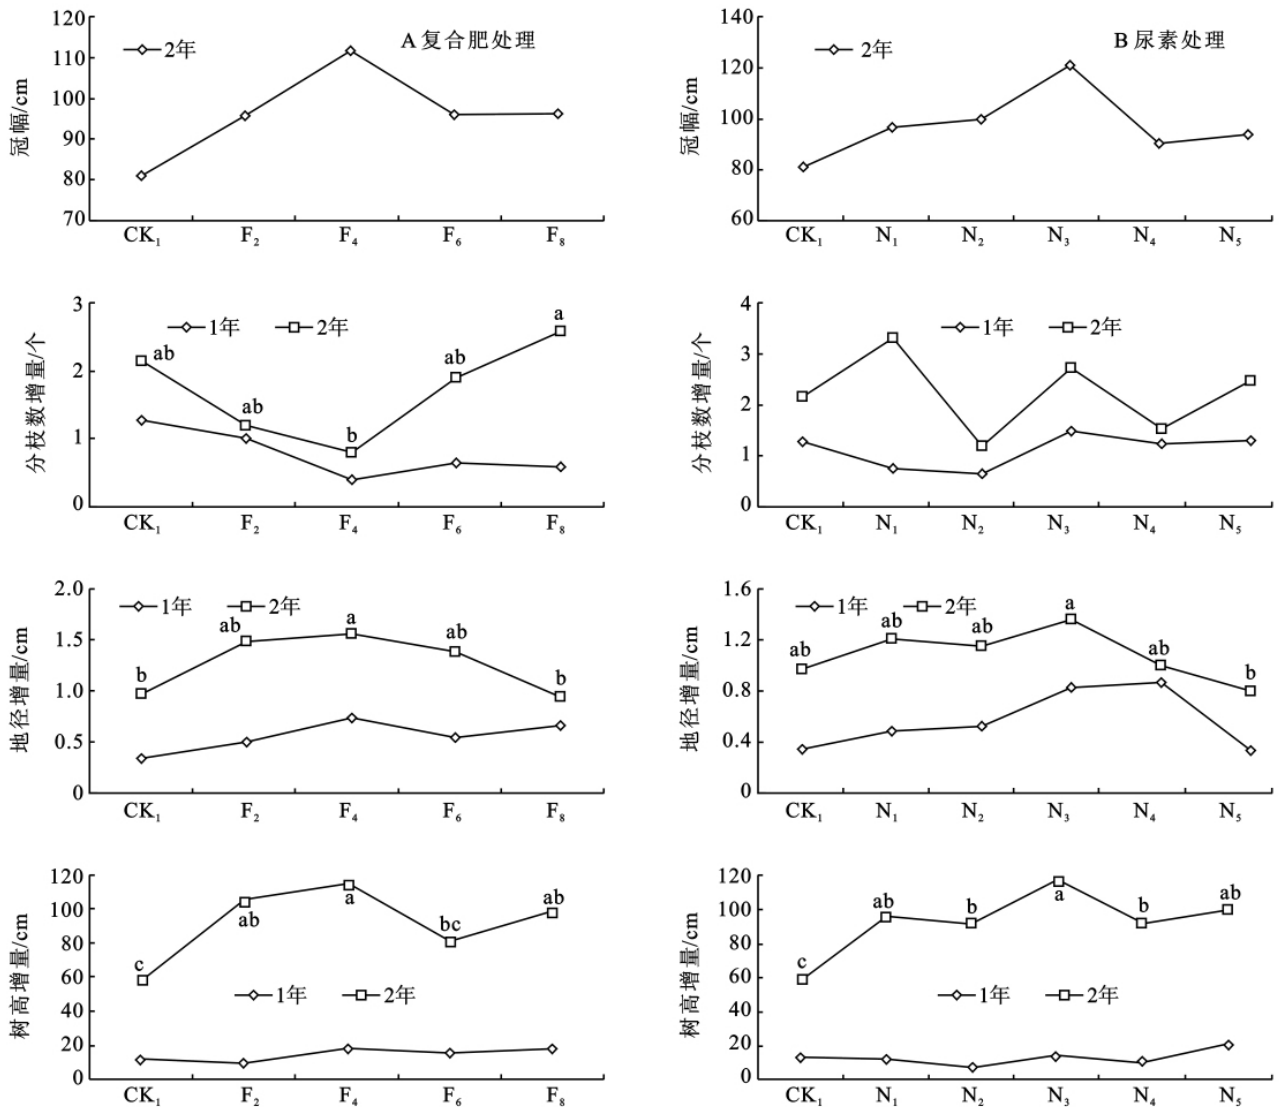 A 复合肥处理
2年
冠幅/cm
120
110
100
90
80
70
CK₁ F₂ F₄ F₆ F₈
B 尿素处理
2年
冠幅/cm
140
120
100
80
60
CK₁ N₁ N₂ N₃ N₄ N₅
1年 2年
分枝数增量/个
3
2
1
0
ab ab b ab a
CK₁ F₂ F₄ F₆ F₈
1年 2年
分枝数增量/个
4
3
2
1
0
CK₁ N₁ N₂ N₃ N₄ N₅
1年 2年
地径增量/cm
2.0
1.5
1.0
0.5
0
b ab a ab b
CK₁ F₂ F₄ F₆ F₈
1年 2年
地径增量/cm
1.6
1.2
0.8
0.4
0
ab ab ab a ab b
CK₁ N₁ N₂ N₃ N₄ N₅
树高增量/cm
120
100
80
60
40
20
0
c ab a bc ab
1年 2年
CK₁ F₂ F₄ F₆ F₈
树高增量/cm
120
100
80
60
40
20
0
c ab b a b ab
1年 2年
CK₁ N₁ N₂ N₃ N₄ N₅